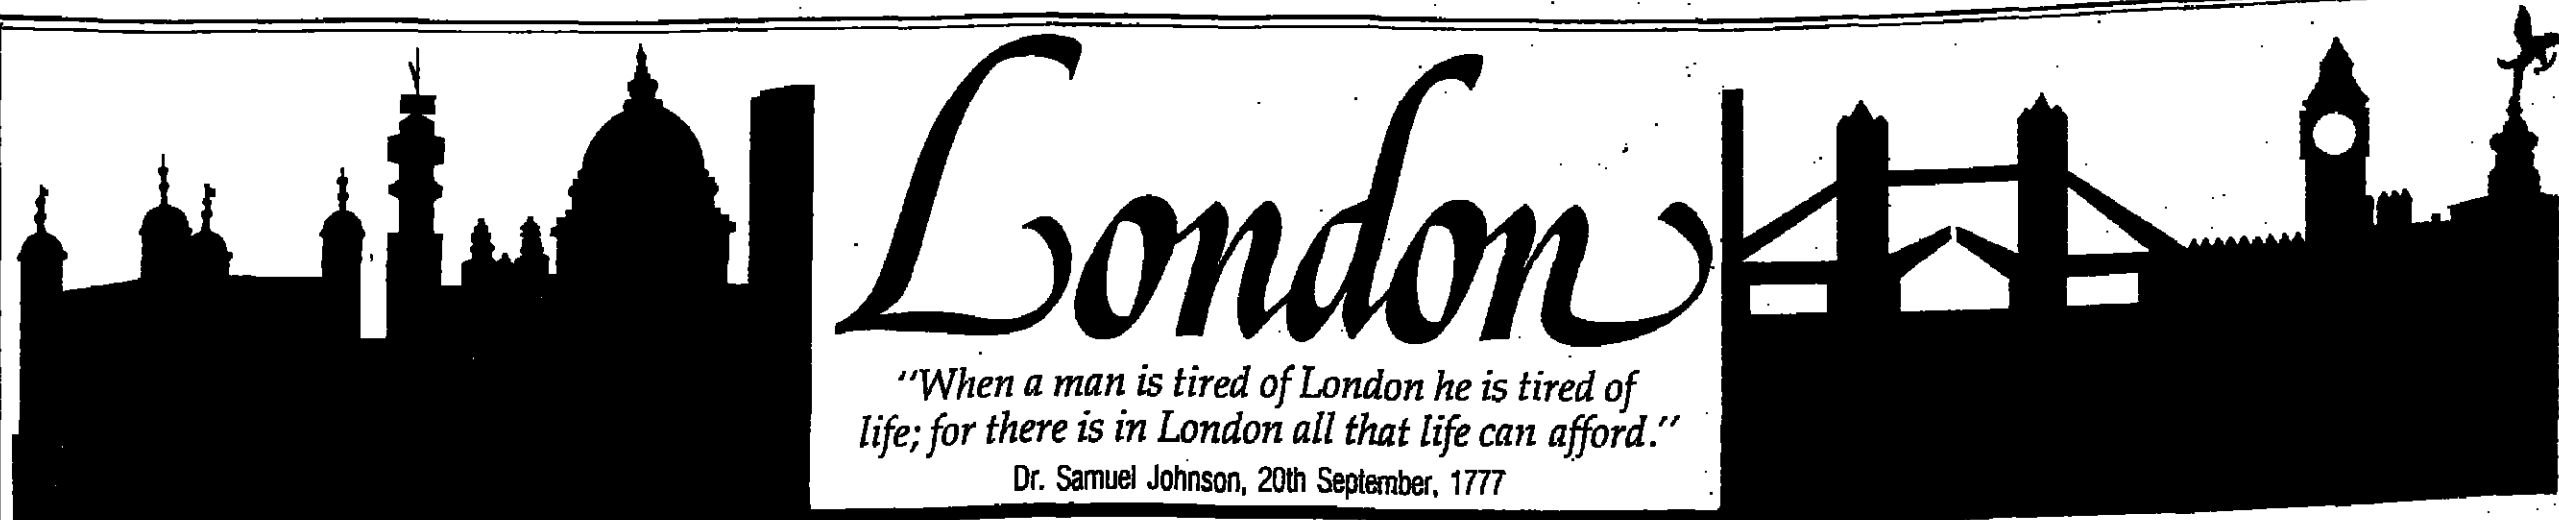 London
"When a man is tired of London he is tired of
life; for there is in London all that life can afford."
Dr. Samuel Johnson, 20th September, 1777